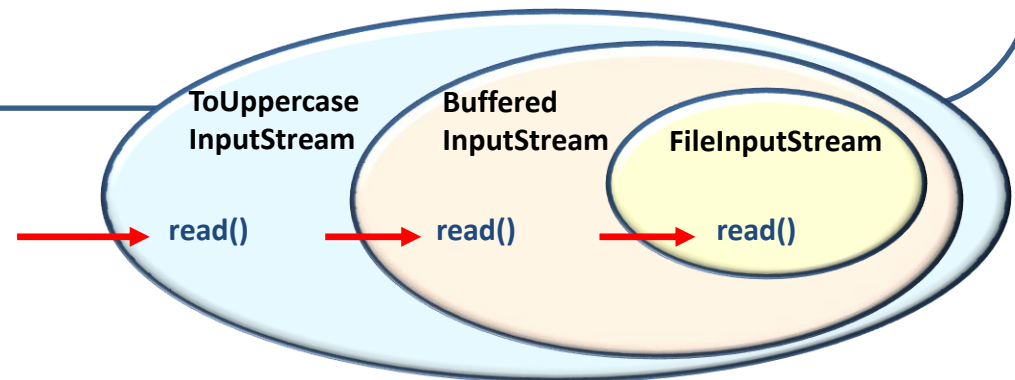 ToUppercase
InputStream
Buffered
InputStream
FileInputStream
read()
read()
read()